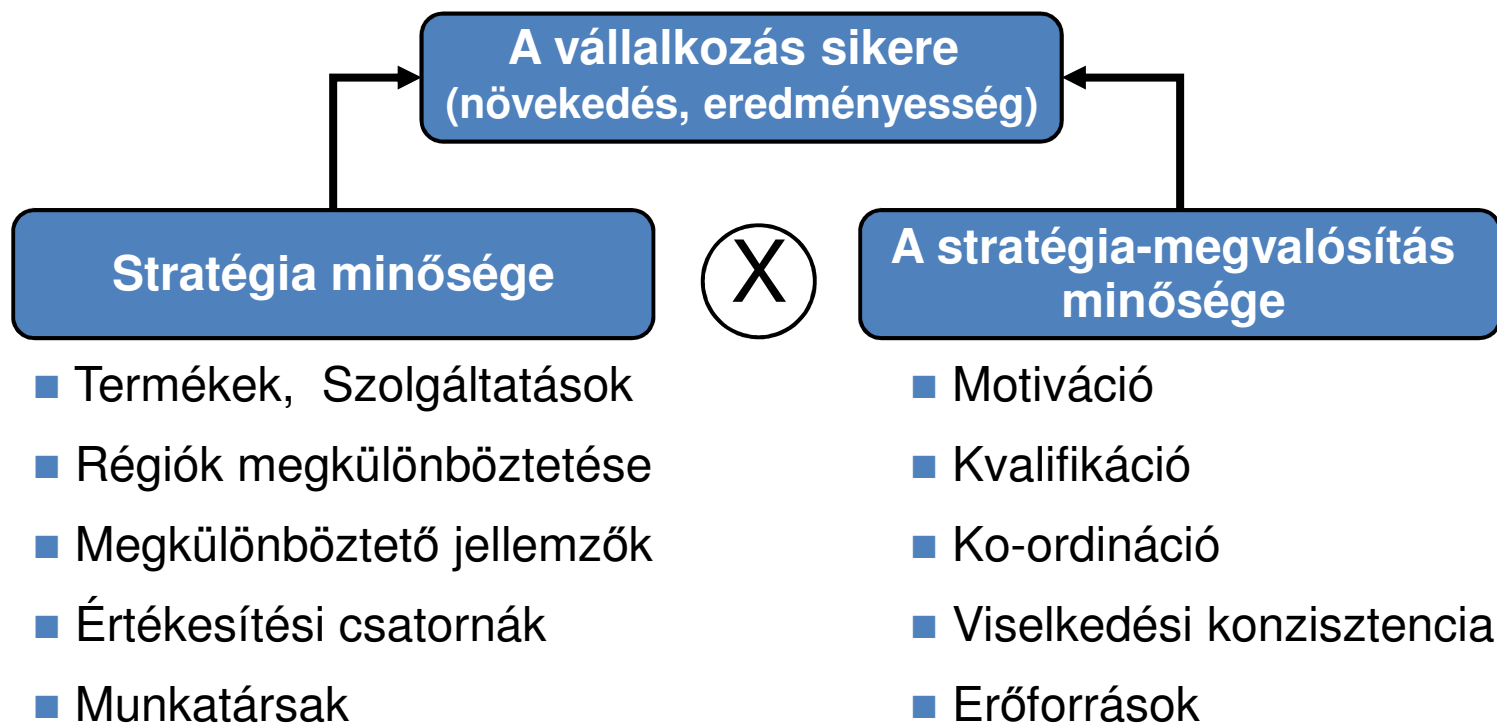 A vállalkozás sikere
(növekedés, eredményesség)
Stratégia minősége
X
A stratégia-megvalósítás
minősége
Termékek, Szolgáltatások
Régiók megkülönböztetése
Megkülönböztető jellemzők
Értékesítési csatornák
Munkatársak
Motiváció
Kvalifikáció
Ko-ordináció
Viselkedési konzisztencia
Erőforrások